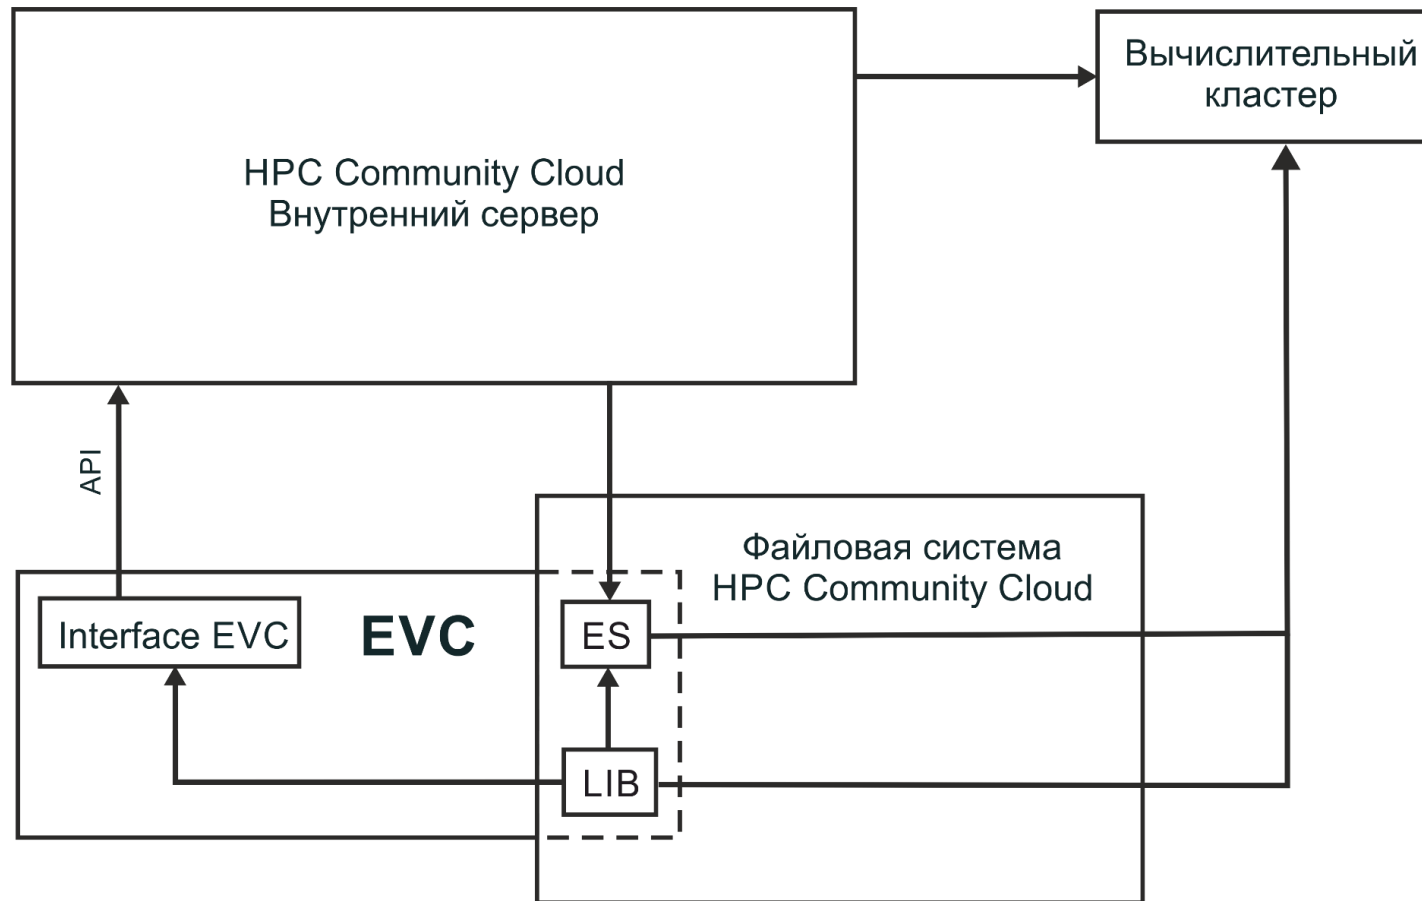 HPC Community Cloud
Внутренний сервер
Вычислительный
кластер
API
Файловая система
HPC Community Cloud
Interface EVC
EVC
ES
LIB